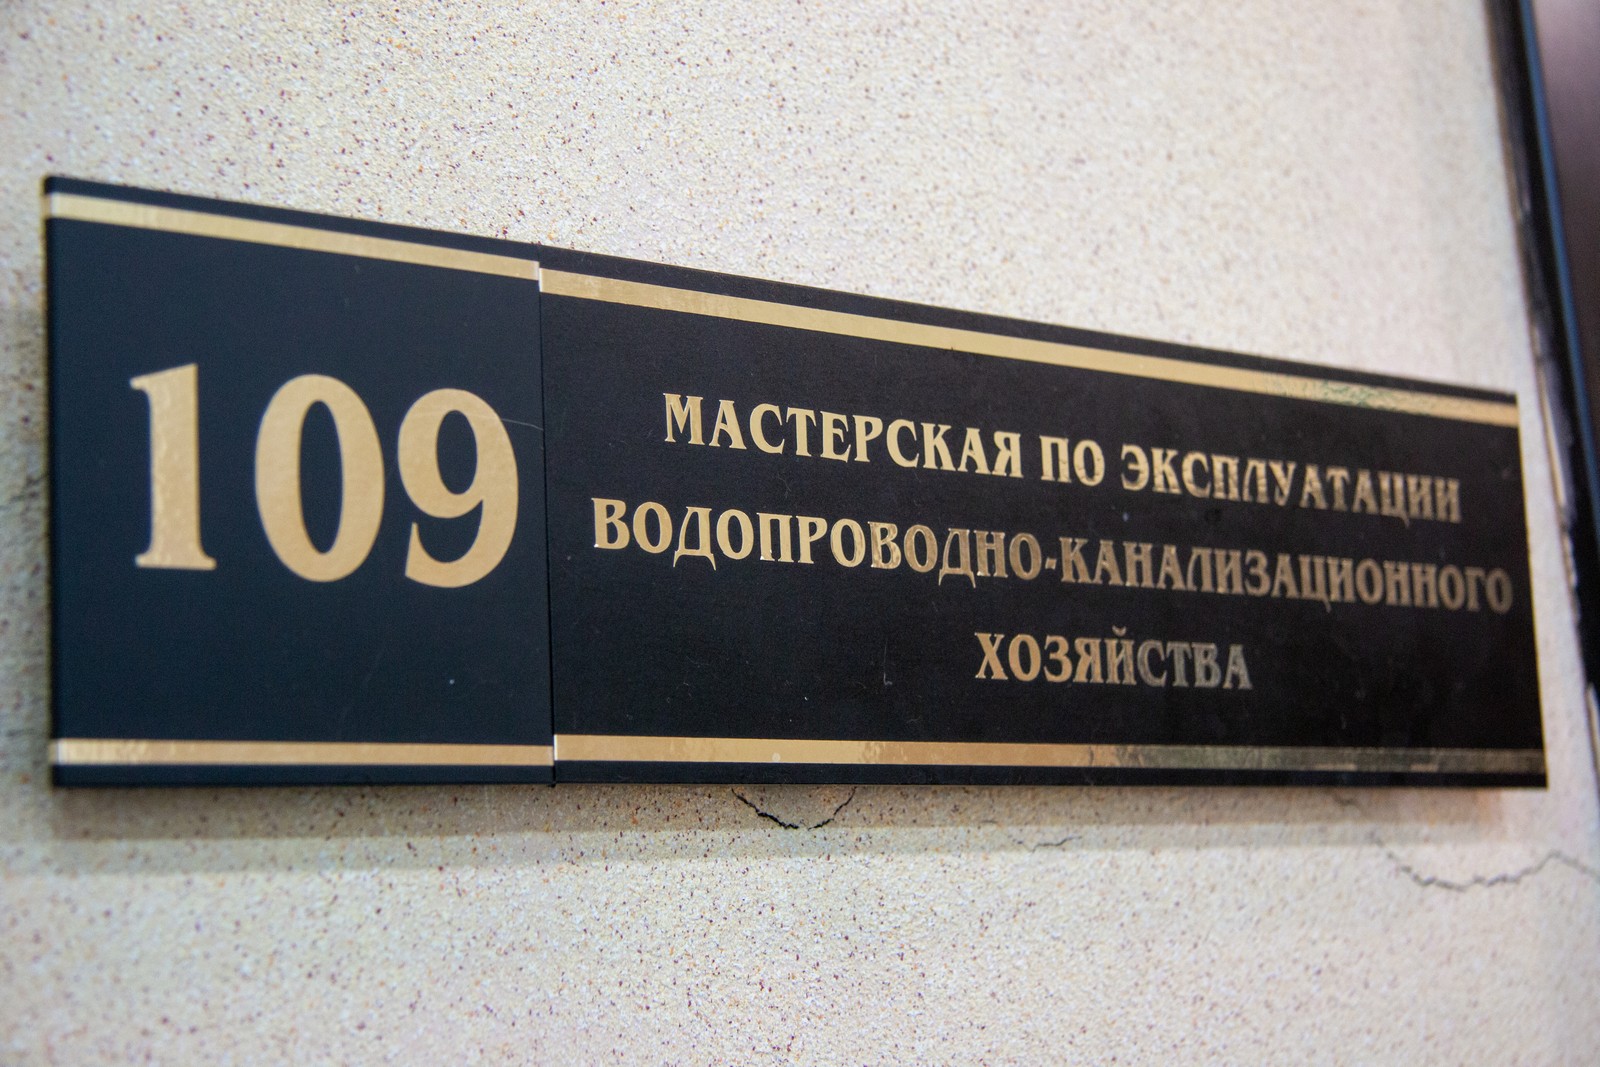 109
МАСТЕРСКАЯ ПО ЭКСПЛУАТАЦИИ
ВОДОПРОВОДНО-КАНАЛИЗАЦИОННОГО
ХОЗЯЙСТВА